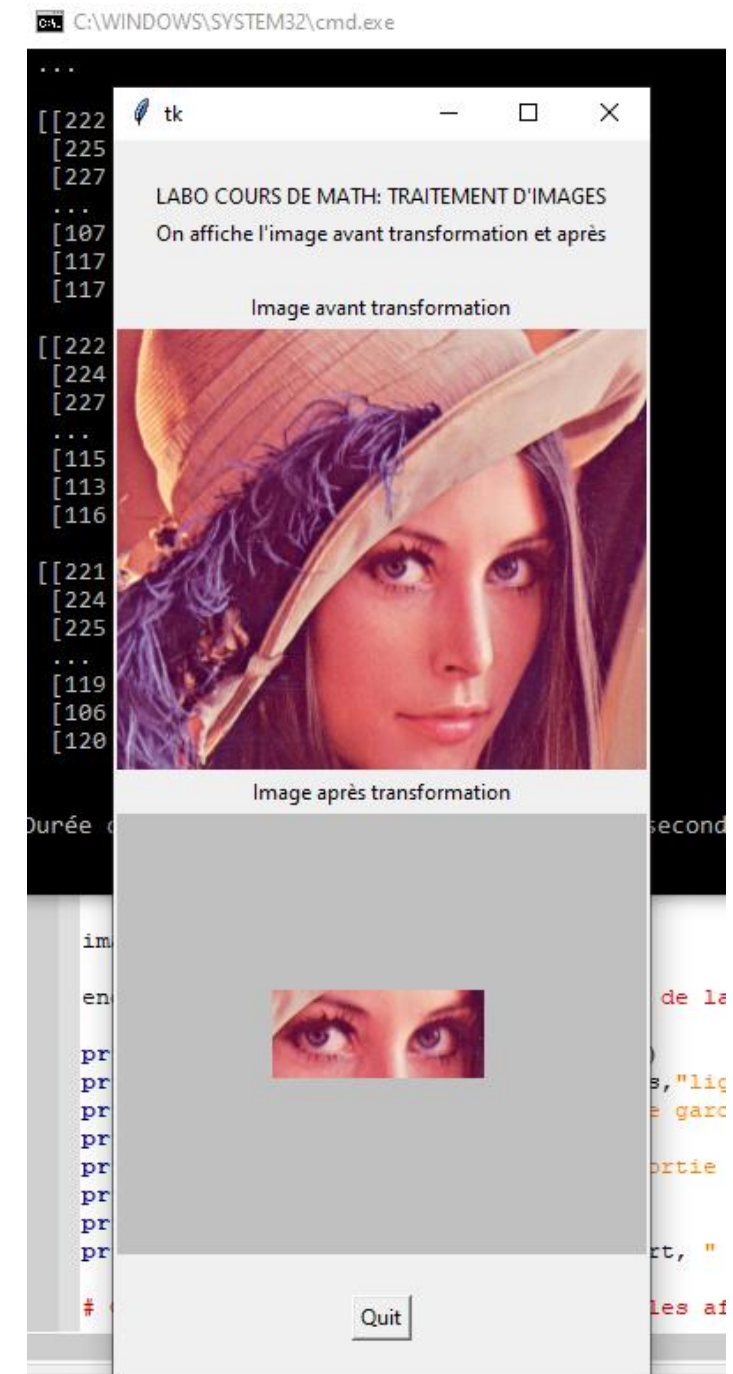 C:\WINDOWS\SYSTEM32\cmd.exe
...
[[222
[225
[227
...
[107
[117
[117
[[222
[224
[227
...
[115
[113
[116
[[221
[224
[225
...
[119
[106
[120
Durée
second
tk
LABO COURS DE MATH: TRAITEMENT D'IMAGES
On affiche l'image avant transformation et après
Image avant transformation
Image après transformation
Quit
im
en de la
pr )
pr s,"lig
pr e garc
pr
pr ortie
pr
pr
pr rt, "
# les af